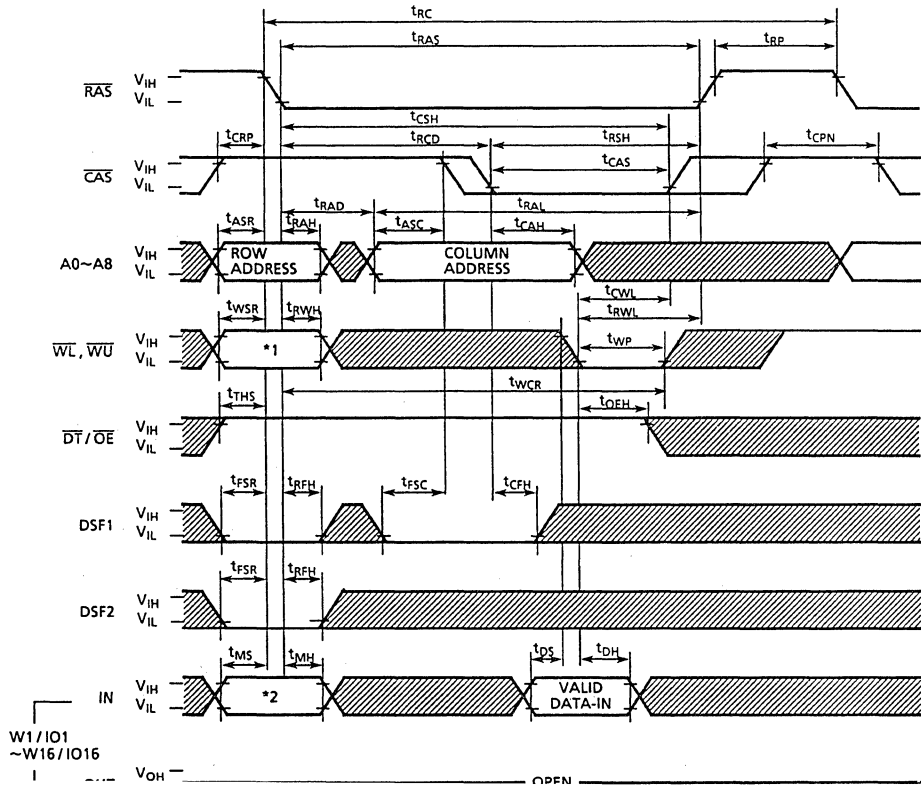 tRC
tRAS
tRP
RAS
VIH
VIL
tCSH
tCRP
tRCD
tRSH
tCPN
tCAS
CAS
VIH
VIL
tRAD
tRAL
tASR
tRAH
tASC
tCAH
A0~A8
VIH
VIL
ROW
ADDRESS
COLUMN
ADDRESS
tCWL
tRWL
tWSR
tRWH
tWP
WL, WU
VIH
VIL
*1
tWCR
tTHS
tOEH
DT/OE
VIH
VIL
tFSR
tRFH
tFSC
tCFH
DSF1
VIH
VIL
tFSR
tRFH
DSF2
VIH
VIL
tMS
tMH
tDS
tDH
IN
VIH
VIL
*2
VALID
DATA-IN
W1/IO1
~W16/IO16
VOH
OPEN